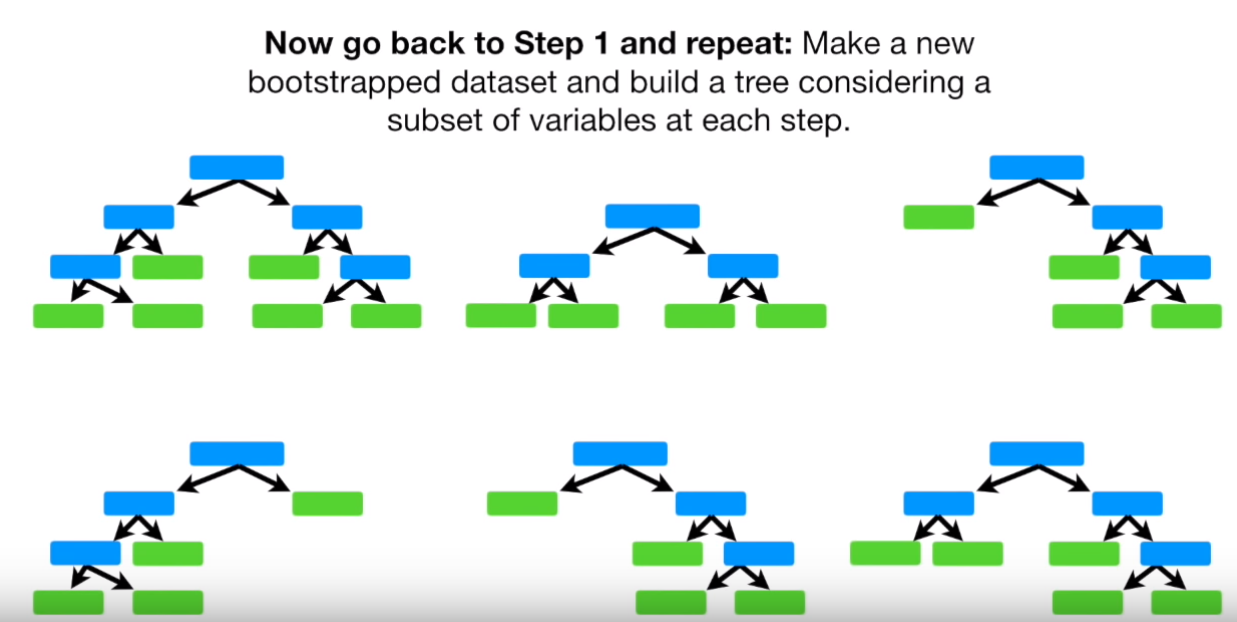 Now go back to Step 1 and repeat: Make a new
bootstrapped dataset and build a tree considering a
subset of variables at each step.